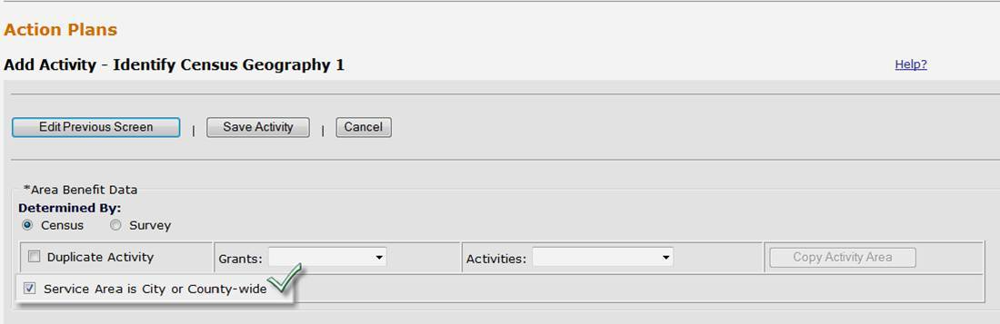 Action Plans
Add Activity - Identify Census Geography 1 Help?
Edit Previous Screen | Save Activity | Cancel
*Area Benefit Data
Determined By:
Census Survey
Duplicate Activity Grants: Activities: Copy Activity Area
Service Area is City or County-wide